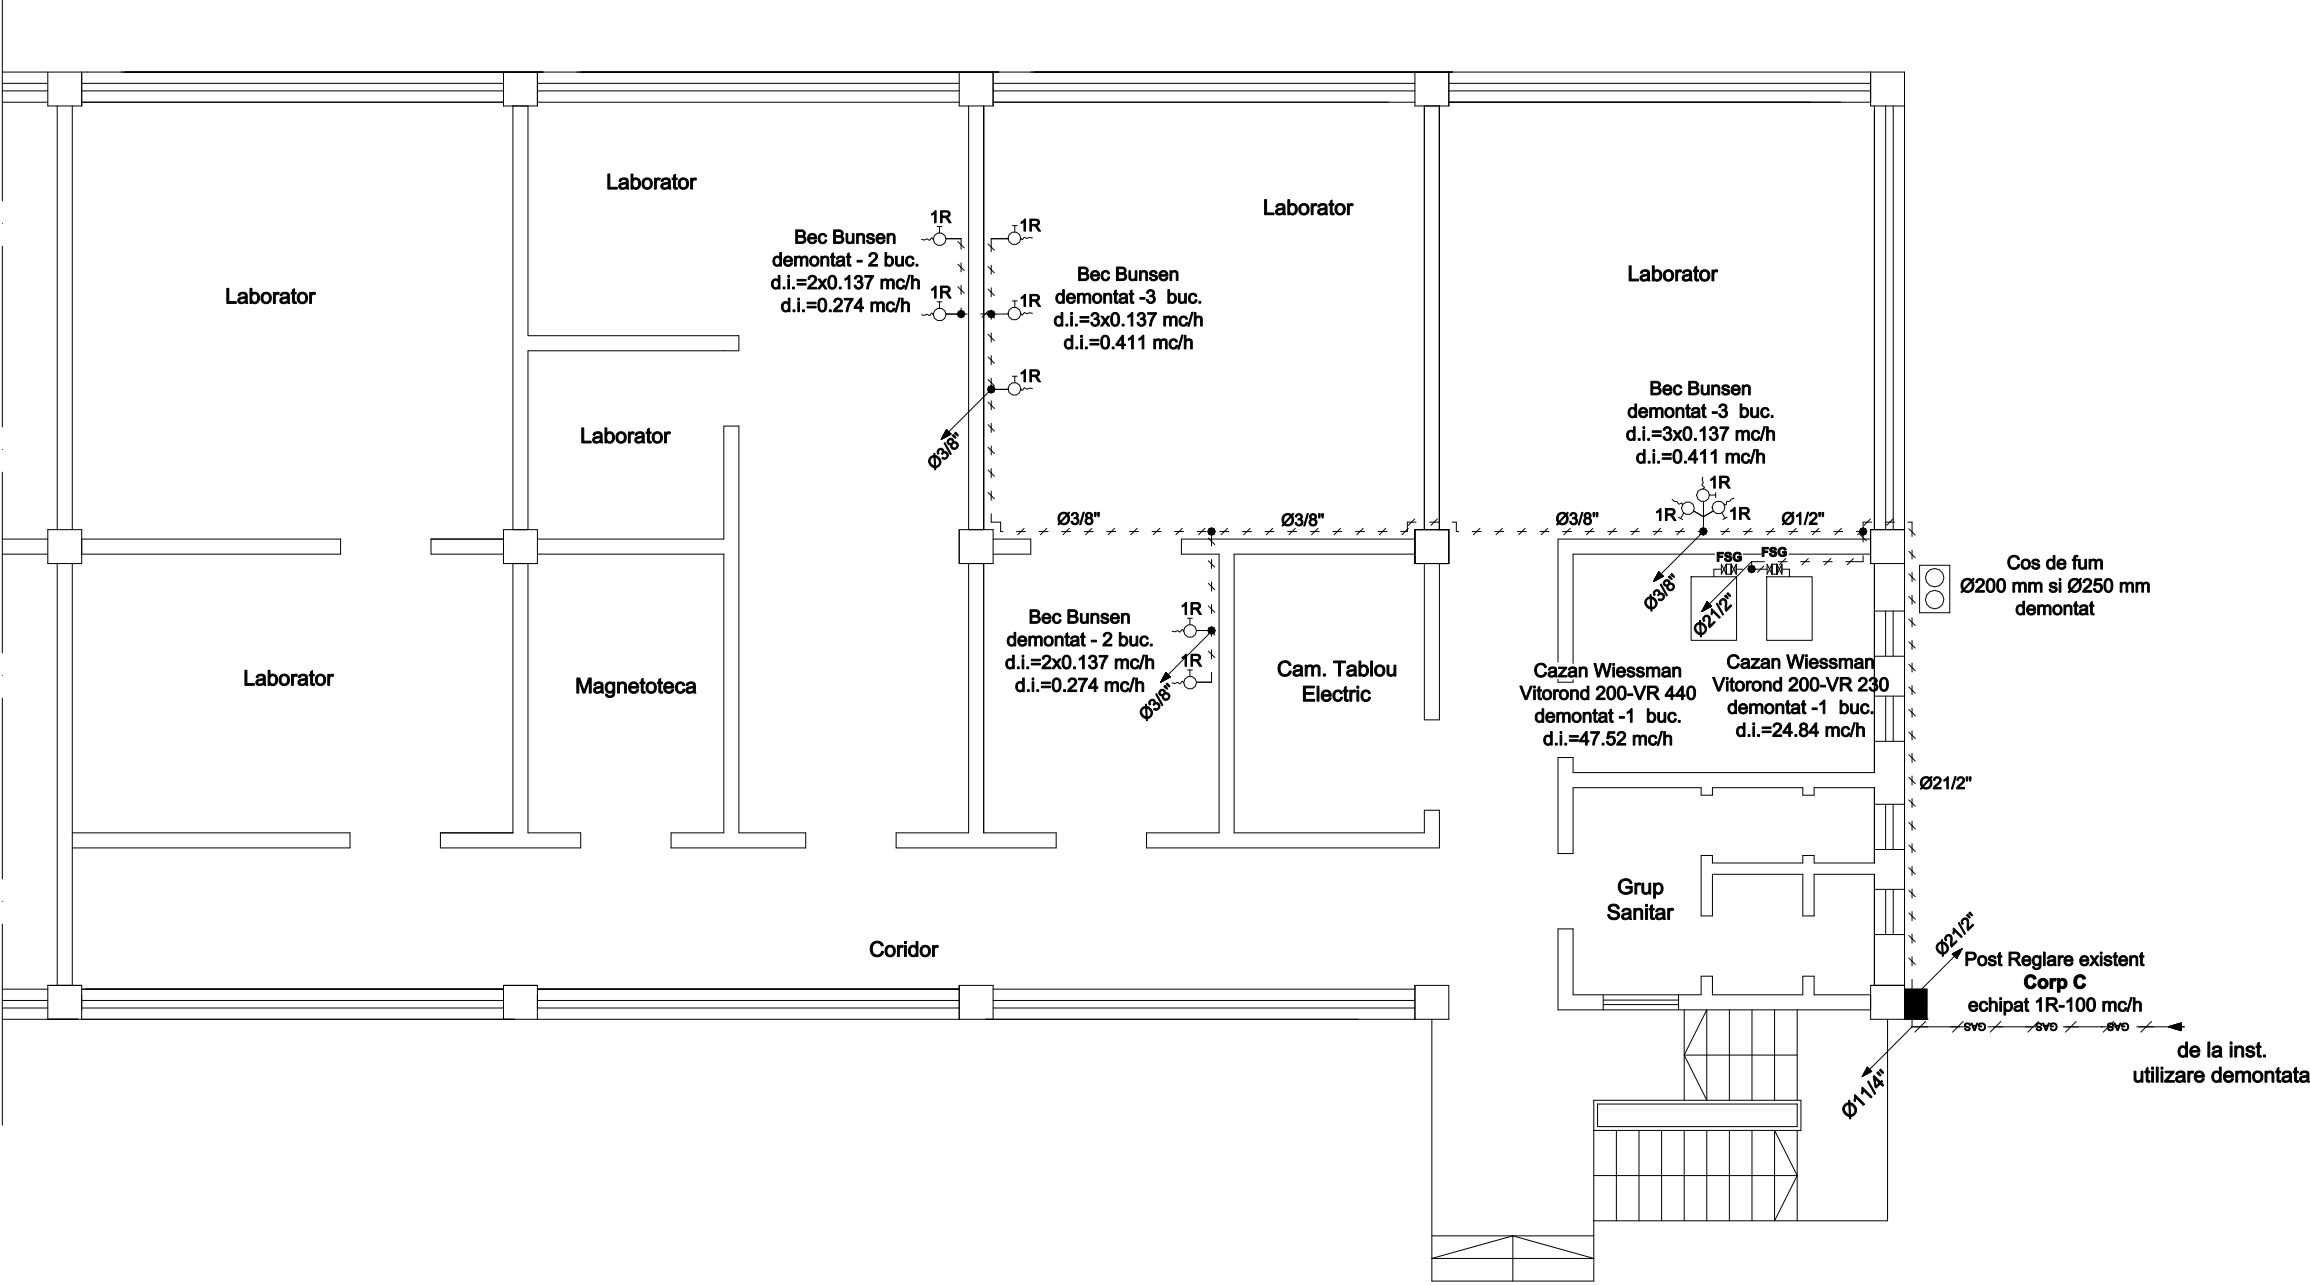 Laborator
Laborator
Laborator
Laborator
Laborator
Laborator
Magnetoteca
Coridor
1R
1R
Bec Bunsen
demontat - 2 buc.
d.i.=2x0.137 mc/h
d.i.=0.274 mc/h
1R
1R
1R
Bec Bunsen
demontat -3 buc.
d.i.=3x0.137 mc/h
d.i.=0.411 mc/h
Ø3/8"
Ø3/8"
Ø3/8"
Bec Bunsen
demontat - 2 buc.
d.i.=2x0.137 mc/h
d.i.=0.274 mc/h
1R
1R
Ø3/8"
Cam. Tablou
Electric
Bec Bunsen
demontat -3 buc.
d.i.=3x0.137 mc/h
d.i.=0.411 mc/h
1R
1R
1R
Ø3/8"
Ø1/2"
Ø3/8"
FSG
FSG
Ø21/2"
Cazan Wiessman
Vitorond 200-VR 440
demontat -1 buc.
d.i.=47.52 mc/h
Cazan Wiessman
Vitorond 200-VR 230
demontat -1 buc.
d.i.=24.84 mc/h
Cos de fum
Ø200 mm si Ø250 mm
demontat
Ø21/2"
Grup
Sanitar
Ø21/2"
Post Reglare existent
Corp C
echipat 1R-100 mc/h
GAS
GAS
GAS
Ø11/4"
de la inst.
utilizare demontata